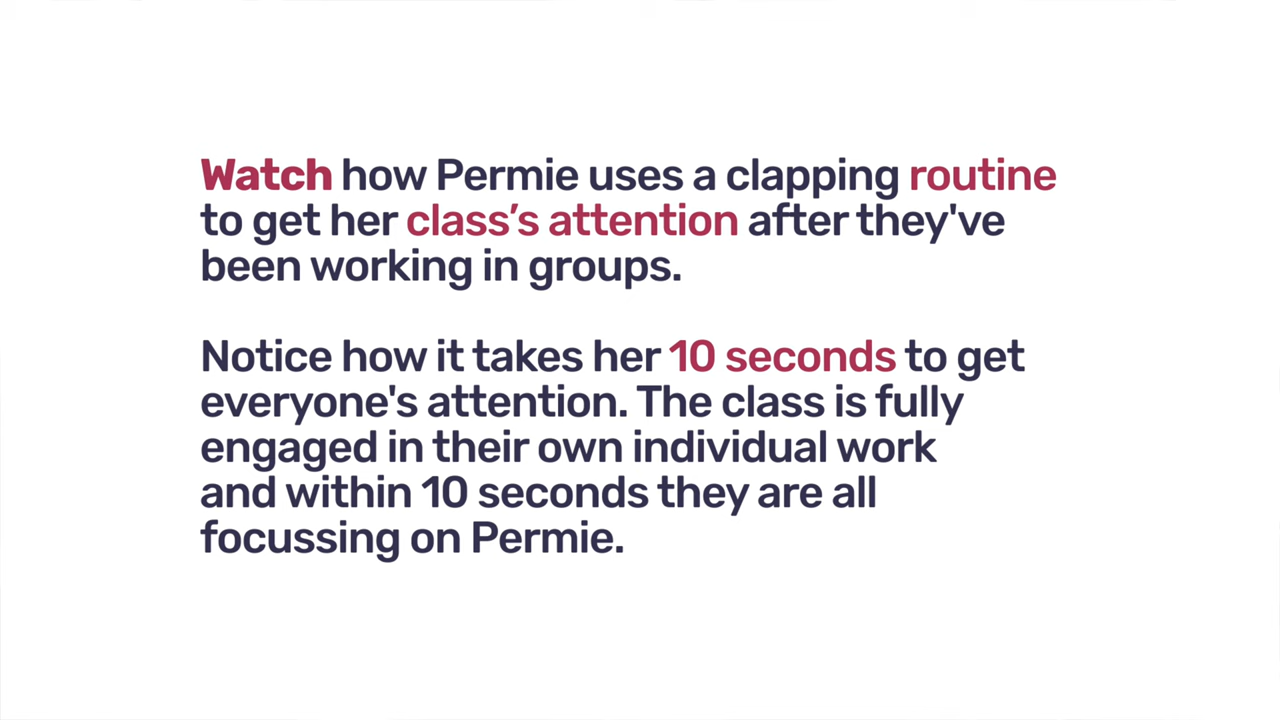 Watch how Permie uses a clapping routine
to get her class’s attention after they've
been working in groups.
Notice how it takes her 10 seconds to get
everyone's attention. The class is fully
engaged in their own individual work
and within 10 seconds they are all
focussing on Permie.